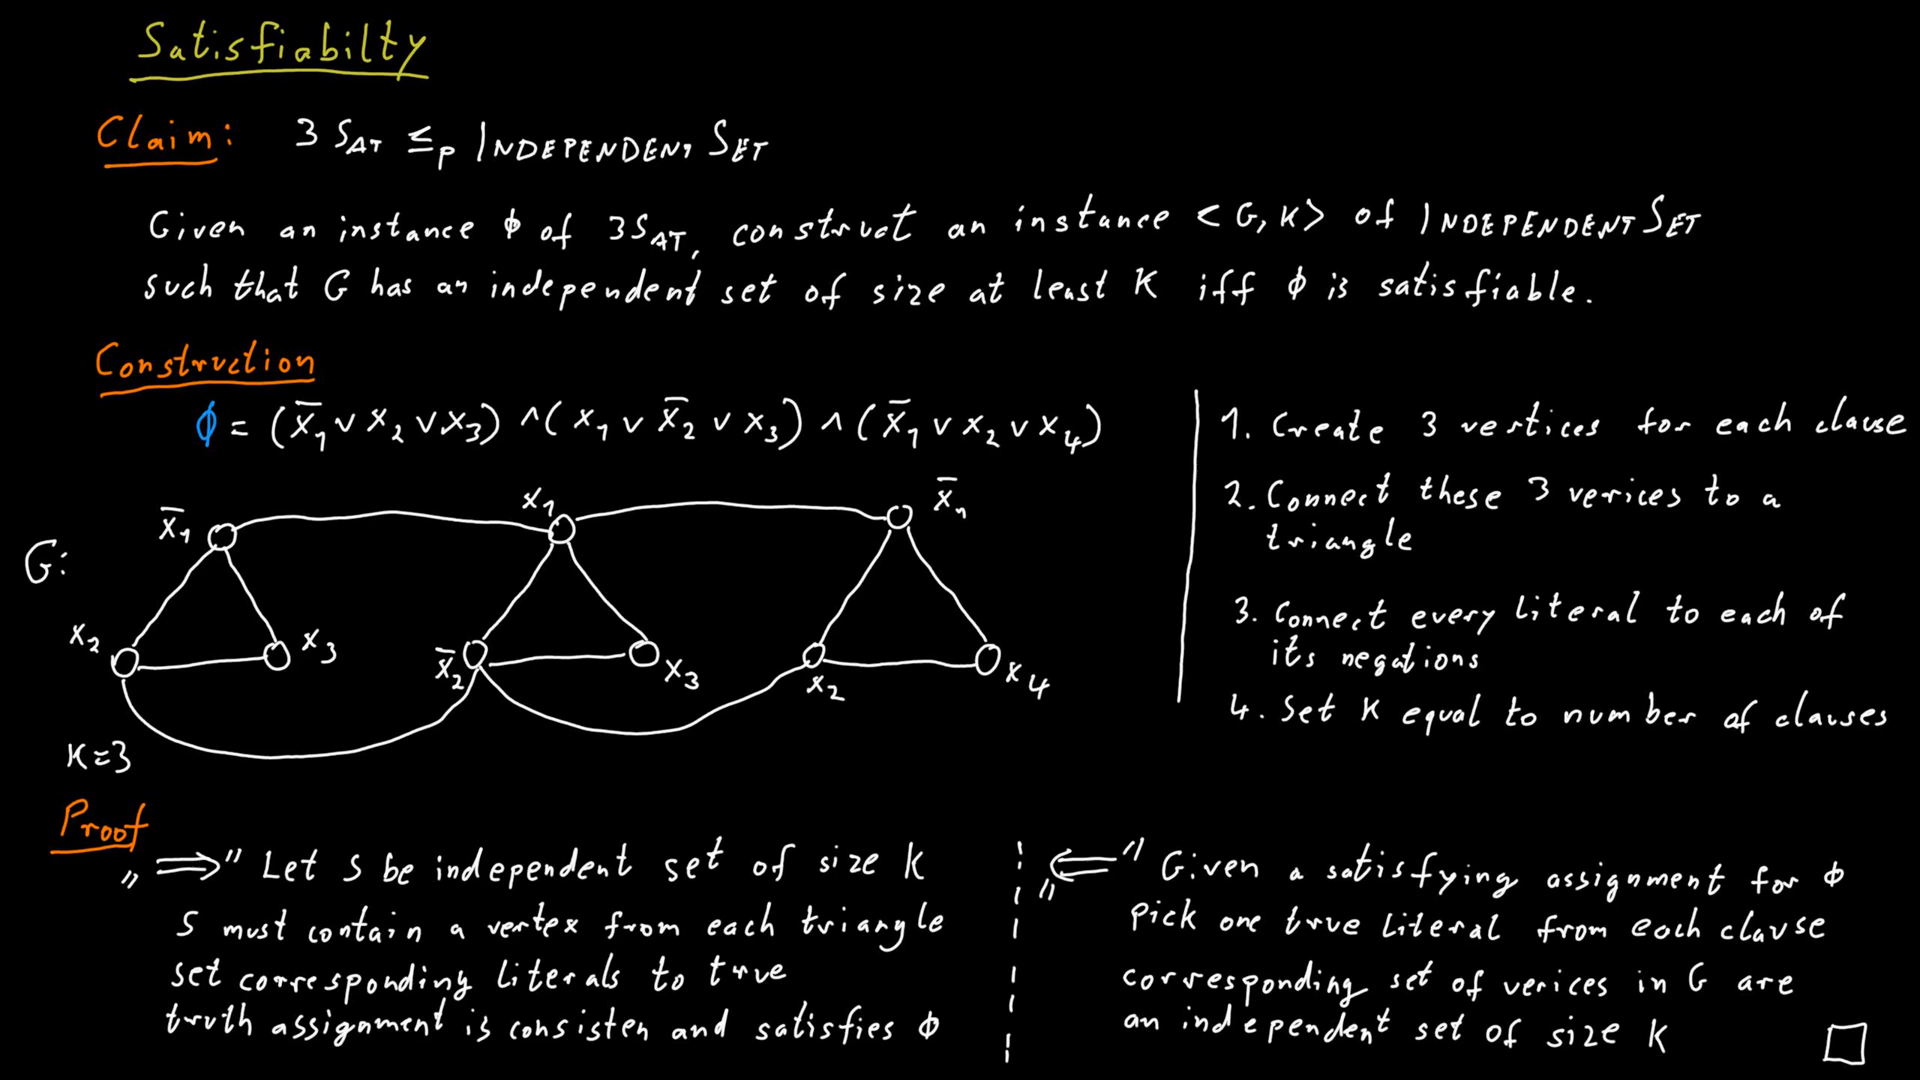 Satisfiabilty
Claim: 3 SAT ≤p INDEPENDENT SET
Given an instance ϕ of 3SAT, construct an instance <G,K> of INDEPENDENT SET
such that G has an independent set of size at least K iff ϕ is satisfiable.
Construction
ϕ = (x̅₁ ∨ x₂ ∨ x₃) ∧ (x₁ ∨ x̅₂ ∨ x₃) ∧ (x̅₁ ∨ x₂ ∨ x₄)
1. Create 3 vertices for each clause
2. Connect these 3 verices to a
triangle
3. Connect every literal to each of
its negations
4. Set K equal to number of clauses
G:
x̅₁ x₁ x̅₁
x₂ x₃ x̅₂ x₃ x₂ x₄
K=3
Proof
"⇒" Let S be independent set of size K
S must contain a vertex from each triangle
set corresponding literals to true
truth assignment is consisten and satisfies ϕ
"⇐" Given a satisfying assignment for ϕ
pick one true literal from each clause
corresponding set of verices in G are
an independent set of size K